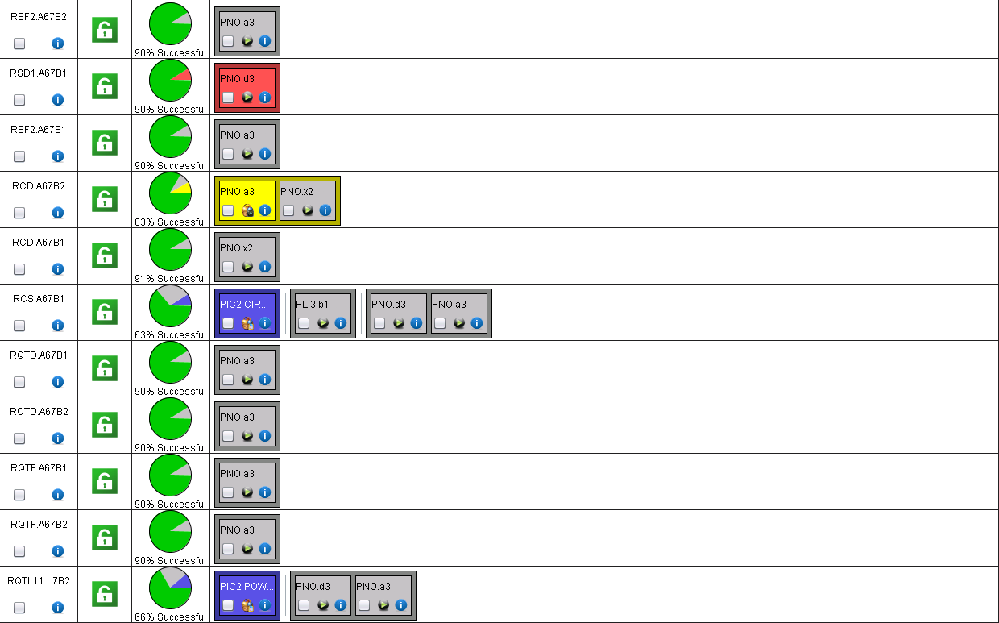 RSF2.A67B2
90% Successful
PNO.a3
RSD1.A67B1
90% Successful
PNO.d3
RSF2.A67B1
90% Successful
PNO.a3
RCD.A67B2
83% Successful
PNO.a3 PNO.x2
RCD.A67B1
91% Successful
PNO.x2
RCS.A67B1
63% Successful
PIC2 CIR... PLI3.b1 PNO.d3 PNO.a3
RQTD.A67B1
90% Successful
PNO.a3
RQTD.A67B2
90% Successful
PNO.a3
RQTF.A67B1
90% Successful
PNO.a3
RQTF.A67B2
90% Successful
PNO.a3
RQTL11.L7B2
66% Successful
PIC2 POW... PNO.d3 PNO.a3